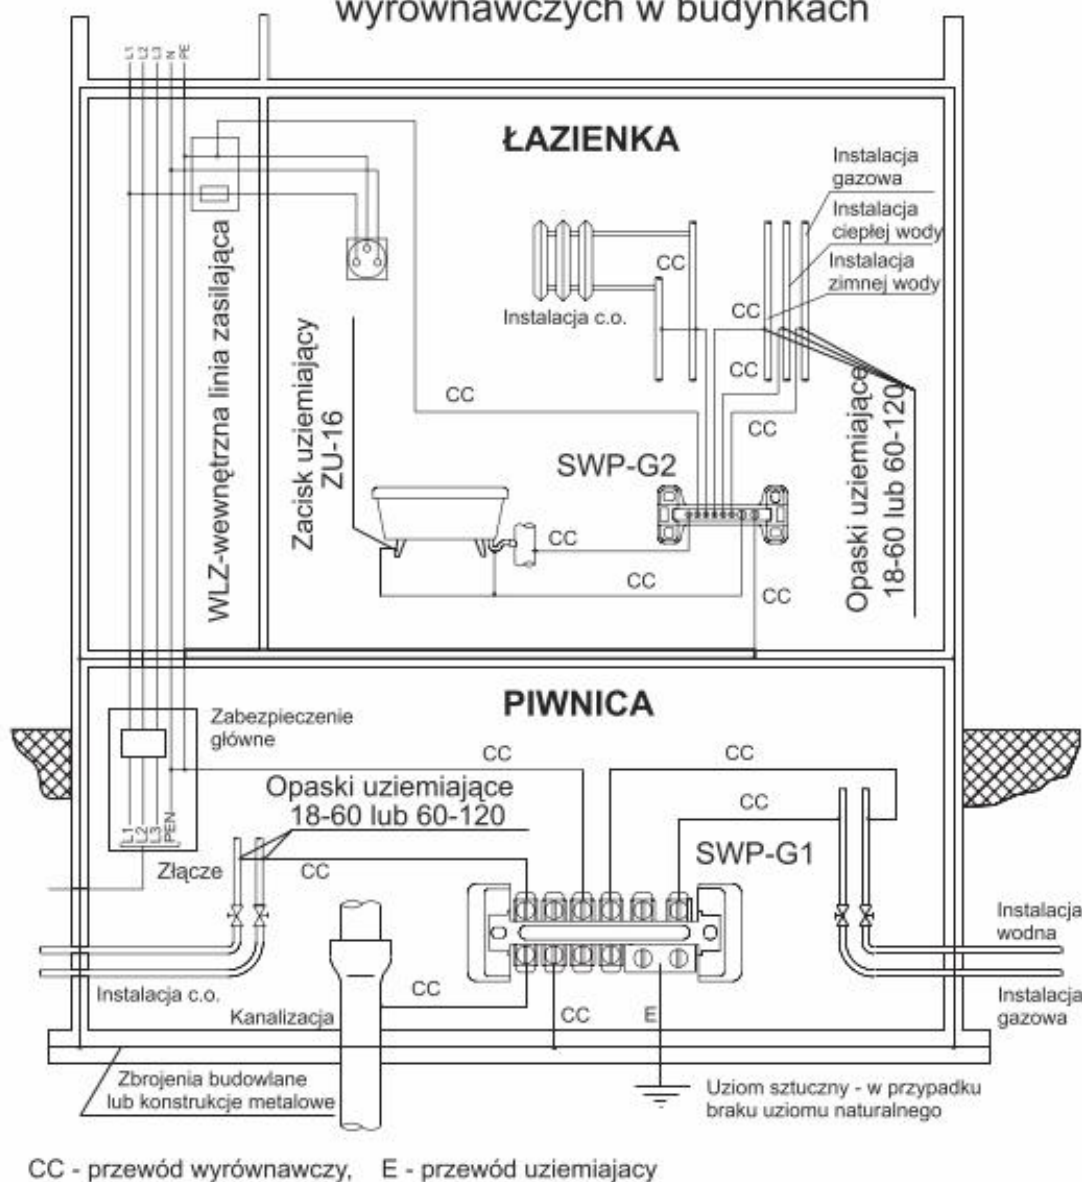 wyrównawczych w budynkach
L1
L2
L3
N
PE
ŁAZIENKA
Instalacja
gazowa
Instalacja
ciepłej wody
Instalacja
zimnej wody
CC
CC
CC
CC
CC
Instalacja c.o.
WLZ-wewnętrzna linia zasilająca
Zacisk uziemiający
ZU-16
SWP-G2
Opaski uziemiające
18-60 lub 60-120
CC
CC
CC
PIWNICA
Zabezpieczenie
główne
CC
CC
CC
Opaski uziemiające
18-60 lub 60-120
L1
L2
L3
PEN
Złącze
CC
SWP-G1
Instalacja
wodna
Instalacja c.o.
CC
Instalacja
gazowa
Kanalizacja
CC
E
Zbrojenia budowlane
lub konstrukcje metalowe
Uziom sztuczny - w przypadku
braku uziomu naturalnego
CC - przewód wyrównawczy, E - przewód uziemiajacy